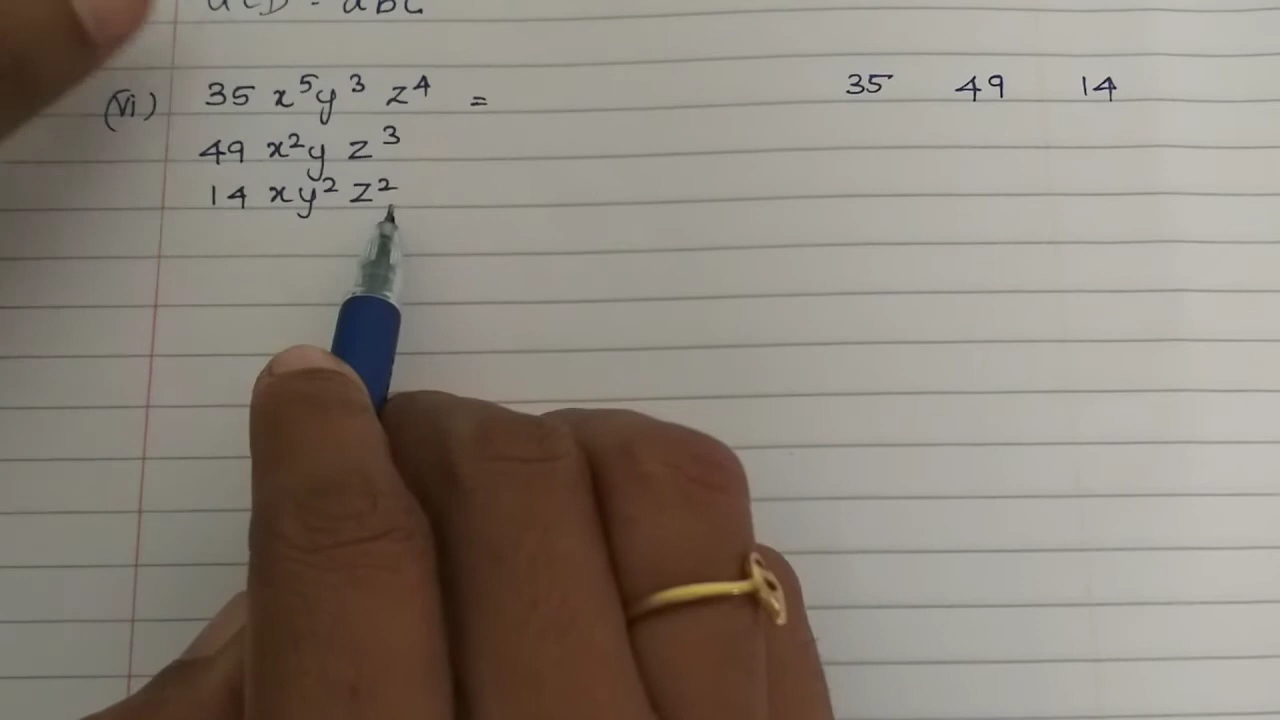 (vi) 35 x⁵y³ z⁴ = 35 49 14
49 x²y z³
14 xy² z²